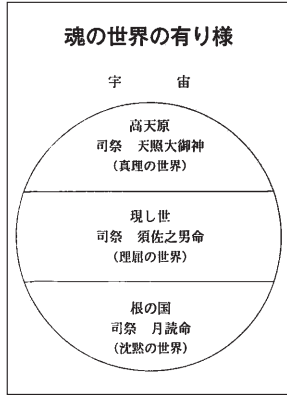 魂の世界の有り様
宇宙
高天原
司祭 天照大御神
(真理の世界)
現し世
司祭 須佐之男命
(理屈の世界)
根の国
司祭 月読命
(沈黙の世界)